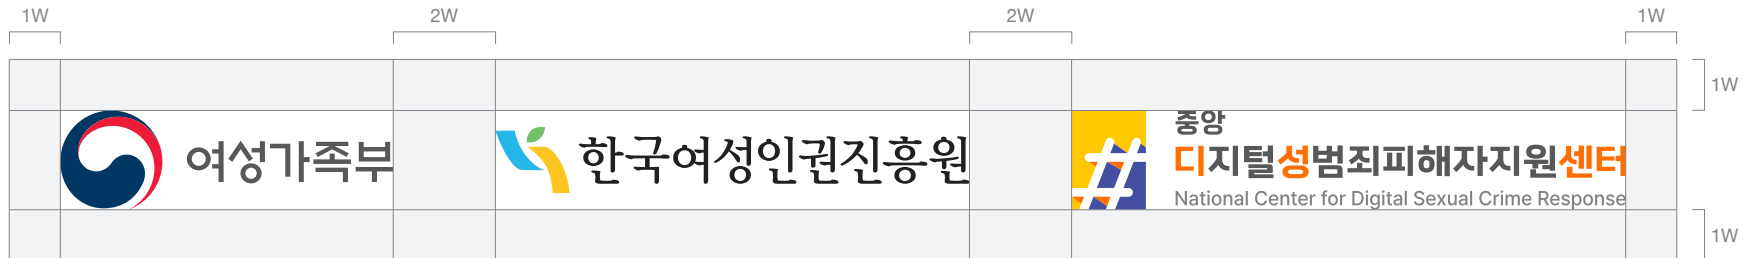 1W 2W 2W 1W
1W
여성가족부
한국여성인권진흥원
중앙
디지털성범죄피해자지원센터
National Center for Digital Sexual Crime Response
1W